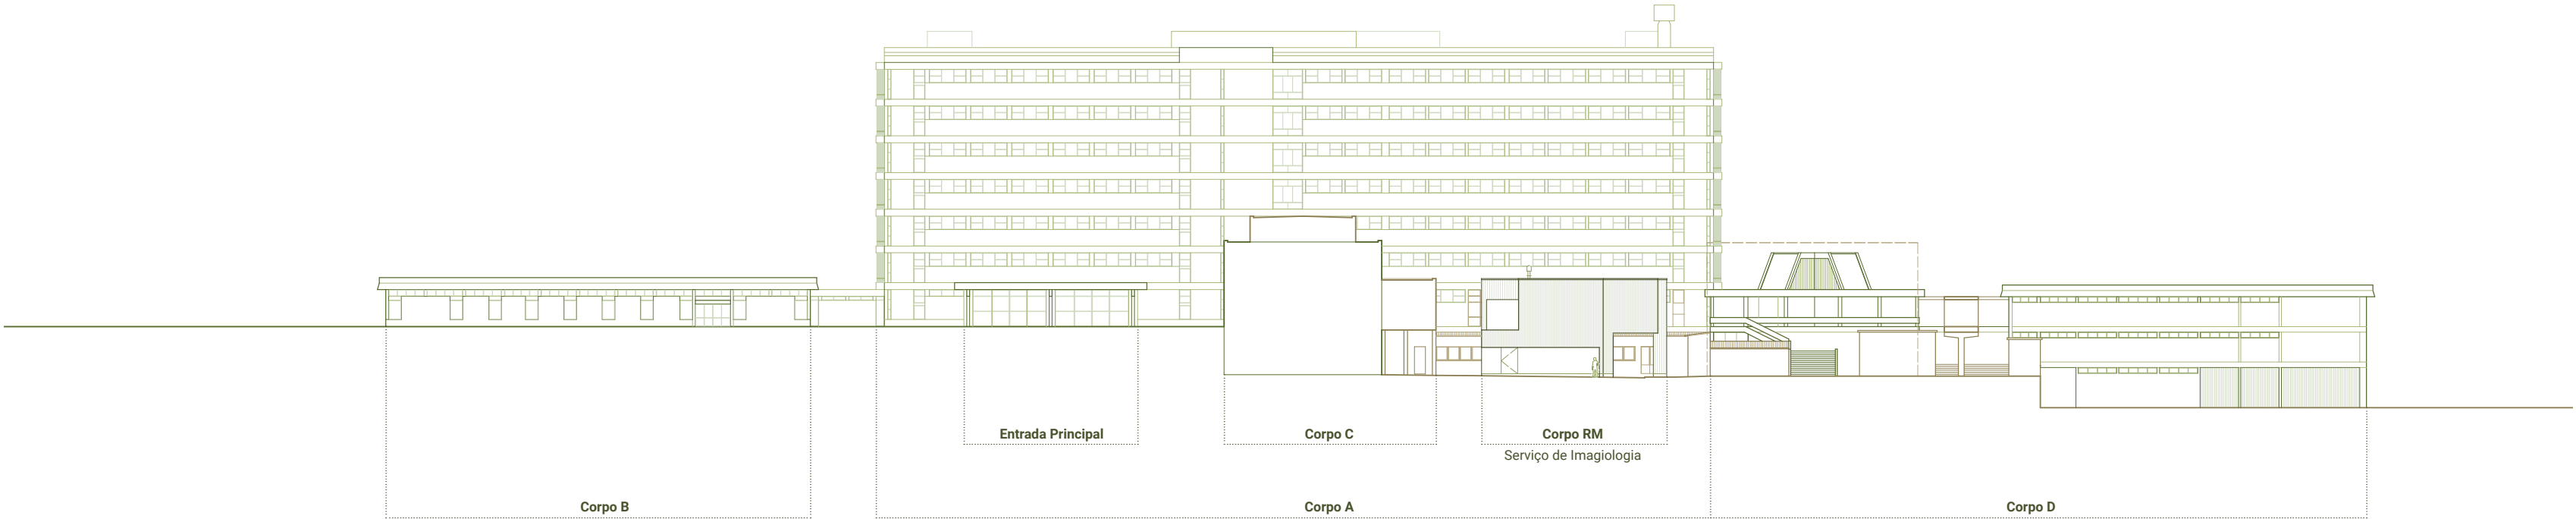 Entrada Principal
Corpo C
Corpo RM
Serviço de Imagiologia
Corpo B
Corpo A
Corpo D